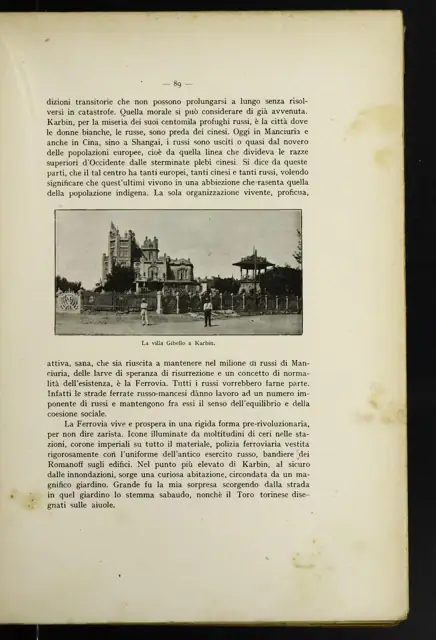 — 89 —
dizioni transitorie che non possono prolungarsi a lungo senza risol-
versi in catastrofe. Quella morale si può considerare di già avvenuta.
Karbin, per la miseria dei suoi centomila profughi russi, è la città dove
le donne bianche, le russe, sono preda dei cinesi. Oggi in Manciuria e
anche in Cina, sino a Shangai, i russi sono usciti o quasi dal novero
delle popolazioni europee, cioè da quella linea che divideva le razze
superiori d'Occidente dalle sterminate plebi cinesi. Si dice da queste
parti, che il tal centro ha tanti europei, tanti cinesi e tanti russi, volendo
significare che quest'ultimi vivono in una abbiezione che rasenta quella
della popolazione indigena. La sola organizzazione vivente, proficua,
La villa Gibello a Karbin.
attiva, sana, che sia riuscita a mantenere nel milione di russi di Man-
ciuria, delle larve di speranza di risurrezione e un concetto di norma-
lità dell'esistenza, è la Ferrovia. Tutti i russi vorrebbero farne parte.
Infatti le strade ferrate russo-mancesi dànno lavoro ad un numero im-
ponente di russi e mantengono fra essi il senso dell'equilibrio e della
coesione sociale.
La Ferrovia vive e prospera in una rigida forma pre-rivoluzionaria,
per non dire zarista. Icone illuminate da moltitudini di ceri nelle sta-
zioni, corone imperiali su tutto il materiale, polizia ferroviaria vestita
rigorosamente con l'uniforme dell'antico esercito russo, bandiere dei
Romanoff sugli edifici. Nel punto più elevato di Karbin, al sicuro
dalle innondazioni, sorge una curiosa abitazione, circondata da un ma-
gnifico giardino. Grande fu la mia sorpresa scorgendo dalla strada
in quel giardino lo stemma sabaudo, nonchè il Toro torinese dise-
gnati sulle aiuole.